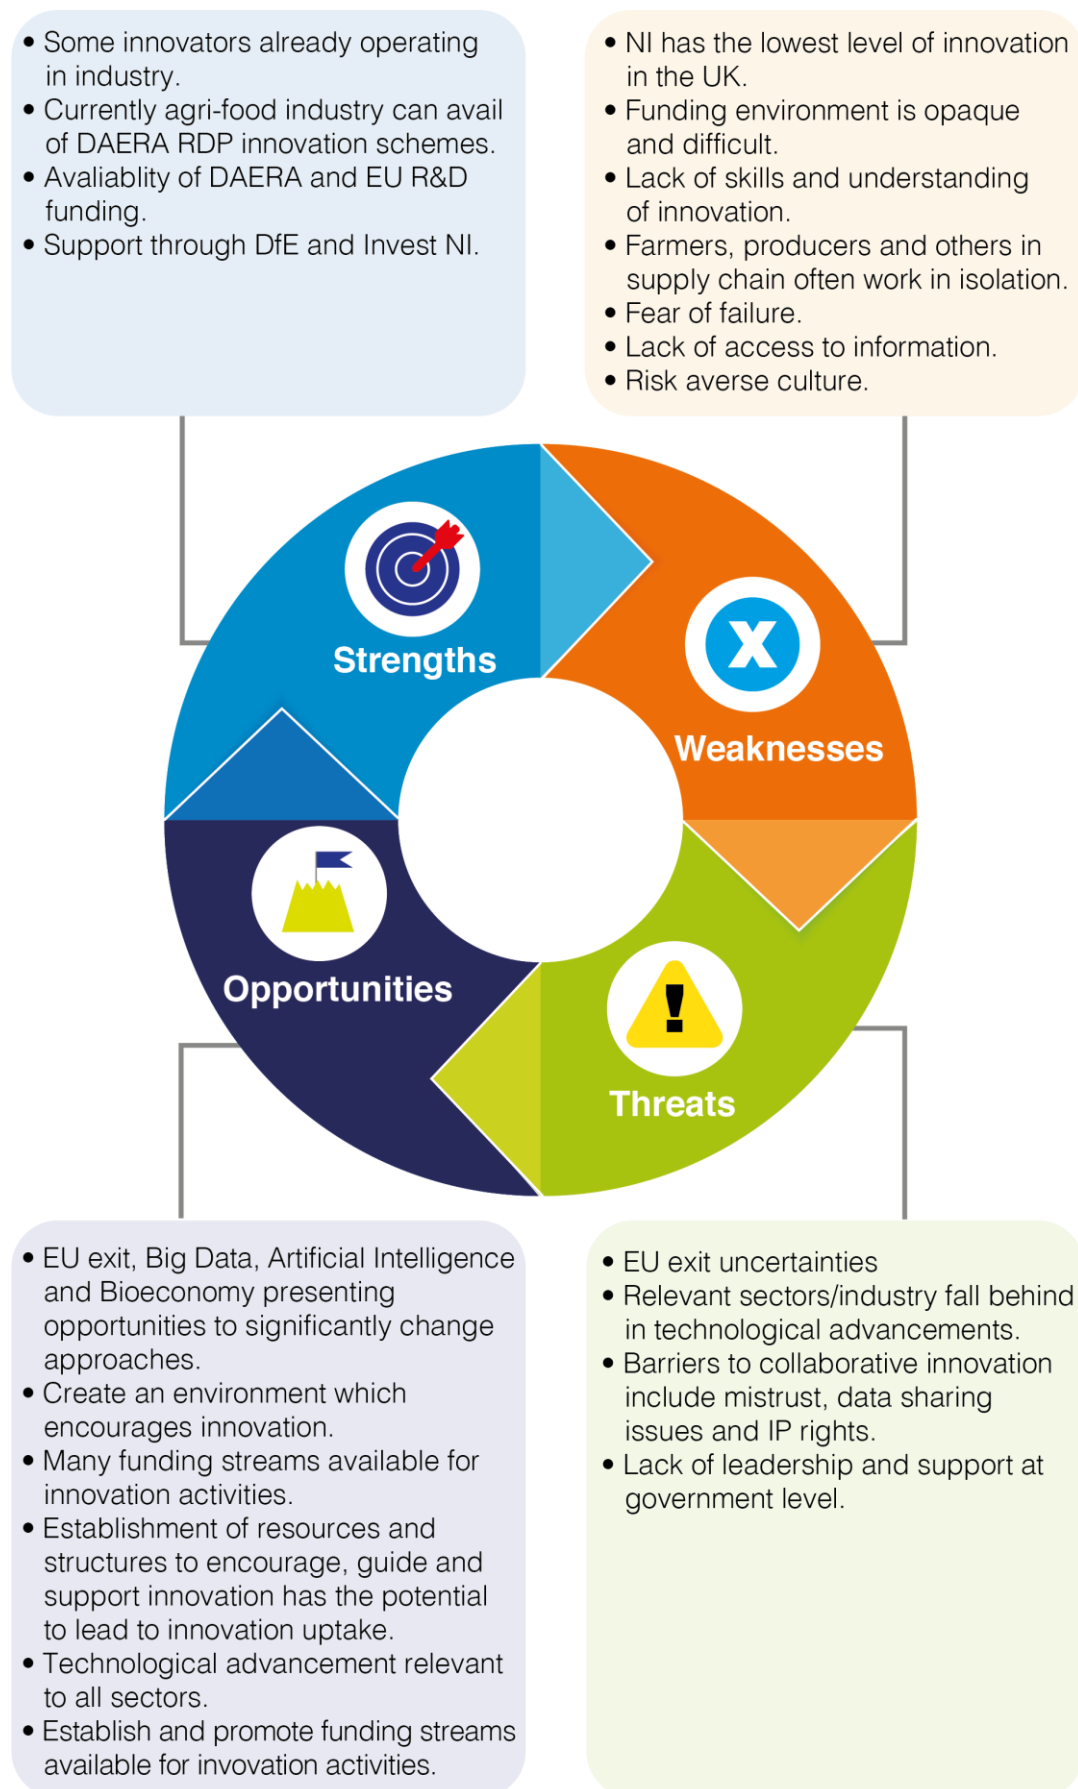 • Some innovators already operating
in industry.
• Currently agri-food industry can avail
of DAERA RDP innovation schemes.
• Avaliablity of DAERA and EU R&D
funding.
• Support through DfE and Invest NI.
• NI has the lowest level of innovation
in the UK.
• Funding environment is opaque
and difficult.
• Lack of skills and understanding
of innovation.
• Farmers, producers and others in
supply chain often work in isolation.
• Fear of failure.
• Lack of access to information.
• Risk averse culture.
Strengths
X
Weaknesses
Opportunities
!
Threats
• EU exit, Big Data, Artificial Intelligence
and Bioeconomy presenting
opportunities to significantly change
approaches.
• Create an environment which
encourages innovation.
• Many funding streams available for
innovation activities.
• Establishment of resources and
structures to encourage, guide and
support innovation has the potential
to lead to innovation uptake.
• Technological advancement relevant
to all sectors.
• Establish and promote funding streams
available for invovation activities.
• EU exit uncertainties
• Relevant sectors/industry fall behind
in technological advancements.
• Barriers to collaborative innovation
include mistrust, data sharing
issues and IP rights.
• Lack of leadership and support at
government level.